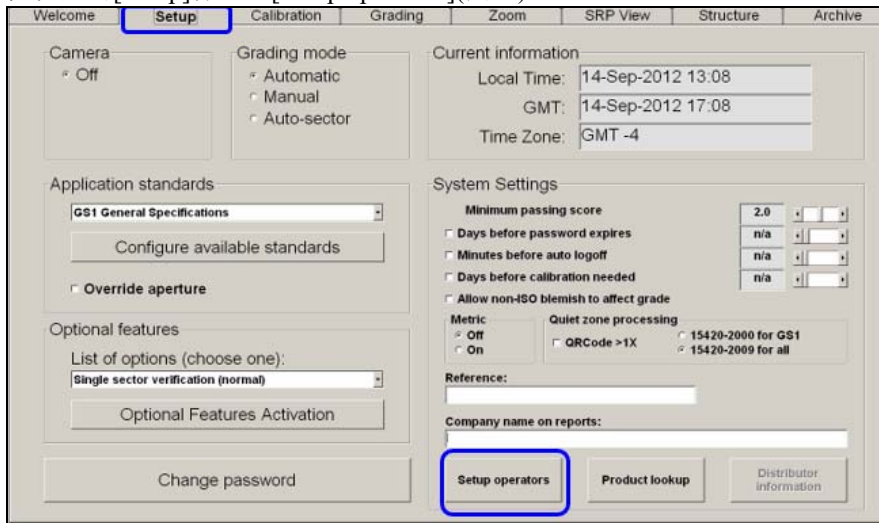 Welcome Setup Calibration Grading Zoom SRP View Structure Archive
Camera
Off
Grading mode
Automatic
Manual
Auto-sector
Current information
Local Time: 14-Sep-2012 13:08
GMT: 14-Sep-2012 17:08
Time Zone: GMT -4
Application standards
GS1 General Specifications
Configure available standards
Override aperture
Optional features
List of options (choose one):
Single sector verification (normal)
Optional Features Activation
Change password
System Settings
Minimum passing score 2.0
Days before password expires n/a
Minutes before auto logoff n/a
Days before calibration needed n/a
Allow non-ISO blemish to affect grade
Metric
Off
On
Quiet zone processing
QRCode >1X
15420-2000 for GS1
15420-2009 for all
Reference:
Company name on reports:
Setup operators
Product lookup
Distributor
information